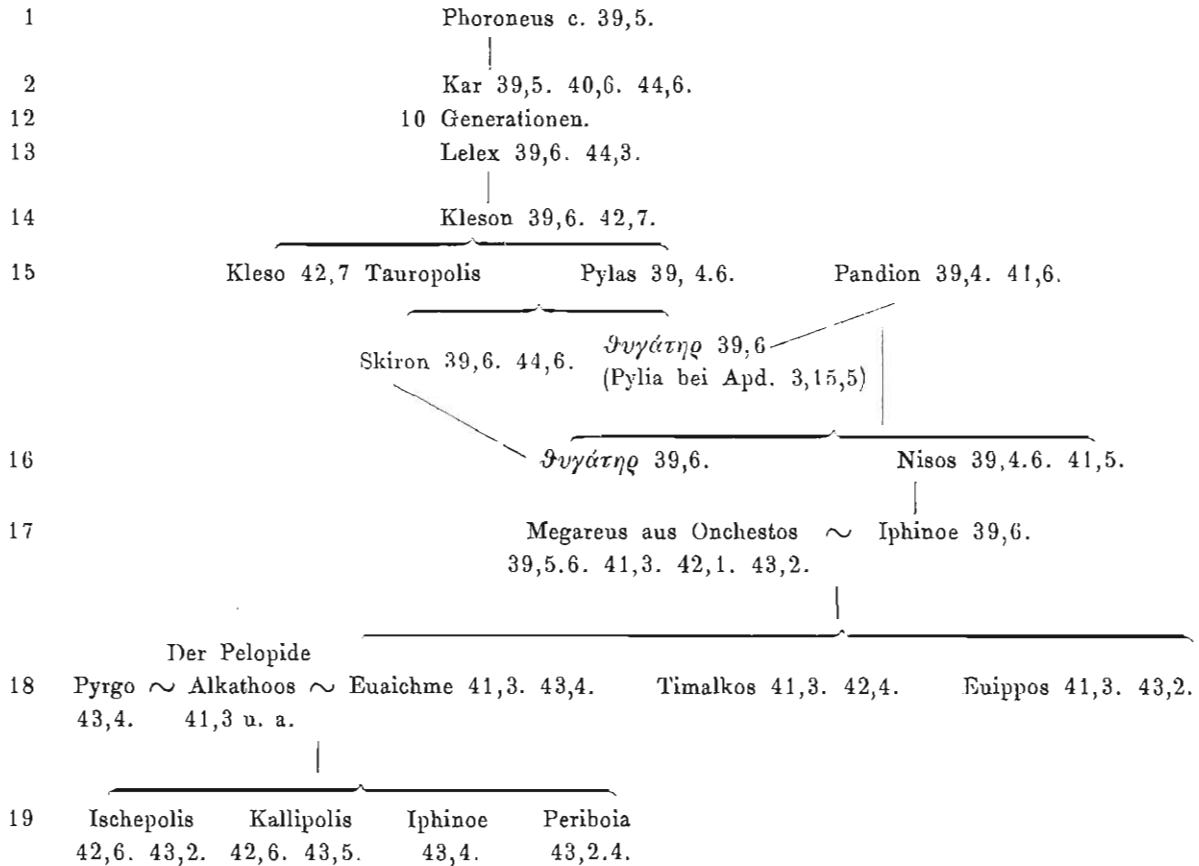 1 Phoroneus c. 39,5.
2 Kar 39,5. 40,6. 44,6.
12 10 Generationen.
13 Lelex 39,6. 44,3.
14 Kleson 39,6. 42,7.
15 Kleso 42,7 Tauropolis Pylas 39, 4.6. Pandion 39,4. 41,6.
Skiron 39,6. 44,6. θυγάτηρ 39,6
(Pylia bei Apd. 3,15,5)
16 θυγάτηρ 39,6. Nisos 39,4.6. 41,5.
17 Megareus aus Onchestos ~ Iphinoe 39,6.
39,5.6. 41,3. 42,1. 43,2.
Der Pelopide
18 Pyrgo ~ Alkathoos ~ Euaichme 41,3. 43,4. Timalkos 41,3. 42,4. Euippos 41,3. 43,2.
43,4. 41,3 u. a.
19 Ischepolis Kallipolis Iphinoe Periboia
42,6. 43,2. 42,6. 43,5. 43,4. 43,2.4.